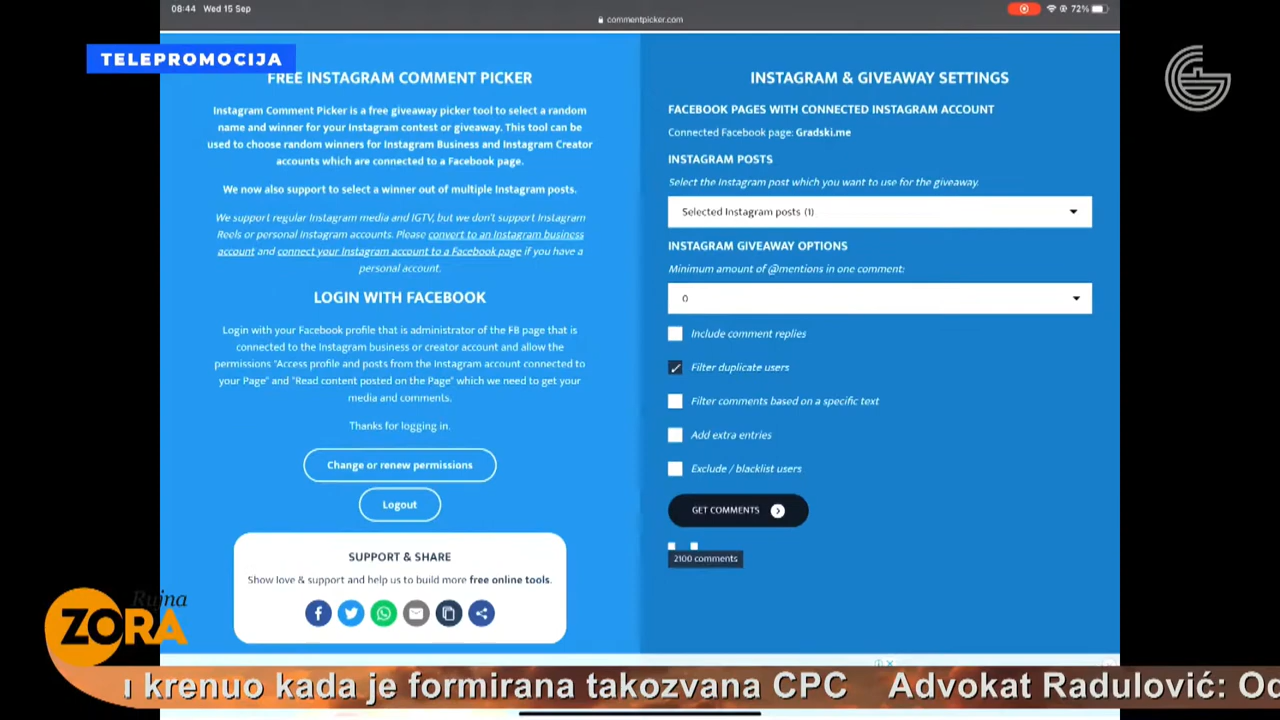 08:44 Wed 15 Sep
72%
commentpicker.com
TELEPROMOCIJA
FREE INSTAGRAM COMMENT PICKER
Instagram Comment Picker is a free giveaway picker tool to select a random
name and winner for your Instagram contest or giveaway. This tool can be
used to choose random winners for Instagram Business and Instagram Creator
accounts which are connected to a Facebook page.
We now also support to select a winner out of multiple Instagram posts.
We support regular Instagram media and IGTV, but we don't support Instagram
Reels or personal Instagram accounts. Please convert to an Instagram business
account and connect your Instagram account to a Facebook page if you have a
personal account.
LOGIN WITH FACEBOOK
Login with your Facebook profile that is administrator of the FB page that is
connected to the Instagram business or creator account and allow the
permissions "Access profile and posts from the Instagram account connected to
your Page" and "Read content posted on the Page" which we need to get your
media and comments.
Thanks for logging in.
Change or renew permissions
Logout
SUPPORT & SHARE
Show love & support and help us to build more free online tools.
INSTAGRAM & GIVEAWAY SETTINGS
FACEBOOK PAGES WITH CONNECTED INSTAGRAM ACCOUNT
Connected Facebook page: Gradski.me
INSTAGRAM POSTS
Select the Instagram post which you want to use for the giveaway.
Selected Instagram posts (1)
INSTAGRAM GIVEAWAY OPTIONS
Minimum amount of @mentions in one comment:
0
Include comment replies
Filter duplicate users
Filter comments based on a specific text
Add extra entries
Exclude / blacklist users
GET COMMENTS
2100 comments
Rujna
ZORA
u krenuo kada je formirana takozvana CPC Advokat Radulović: Od